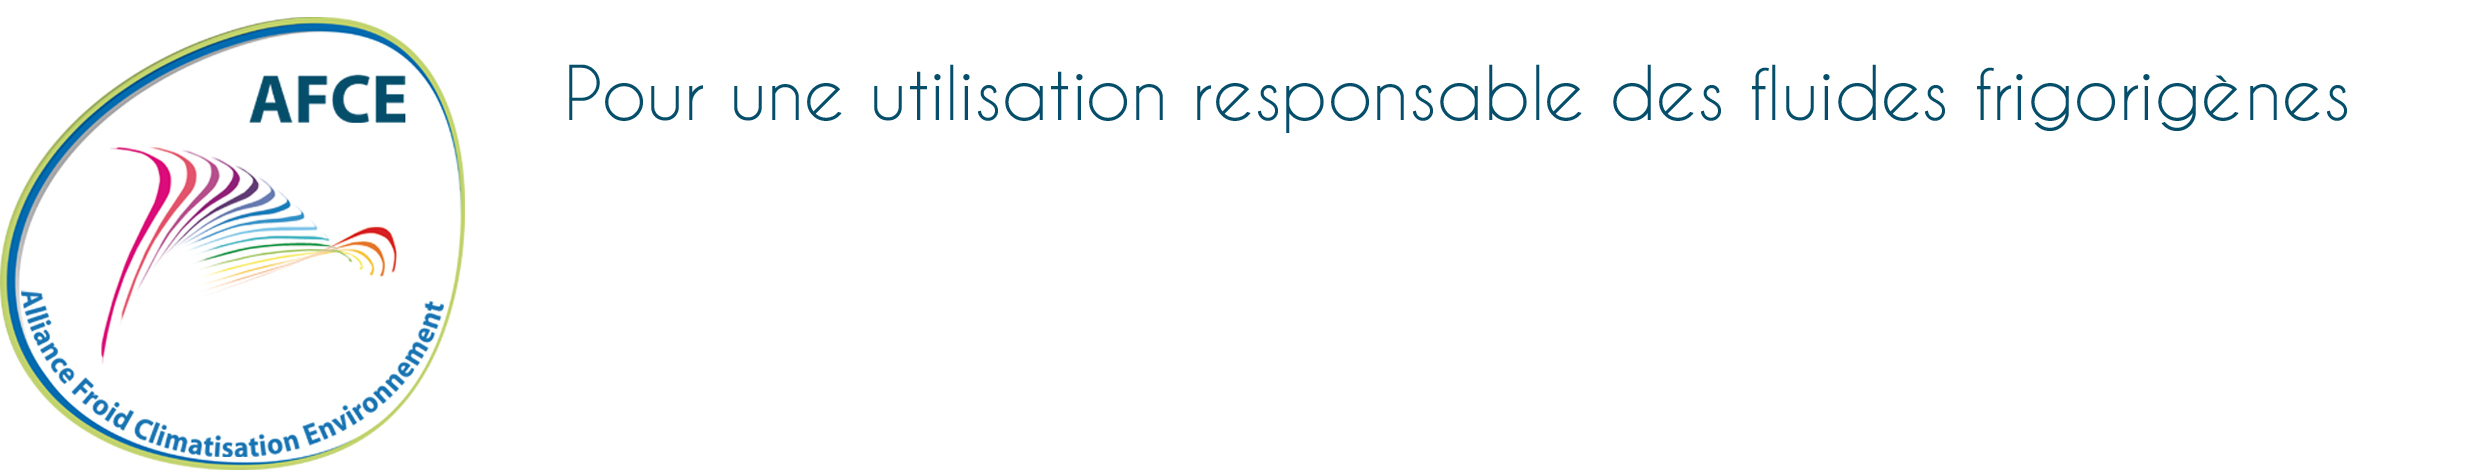 AFCE
Alliance Froid Climatisation Environnement
Pour une utilisation responsable des fluides frigorigènes